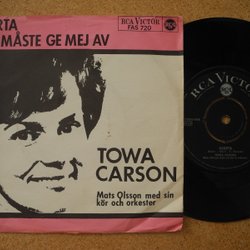 RTA
MÅSTE GE MEJ AV
RCA VICTOR
FAS 720
TOWA
CARSON
Mats Olsson med sin
kör och orkester
RCA VICTOR